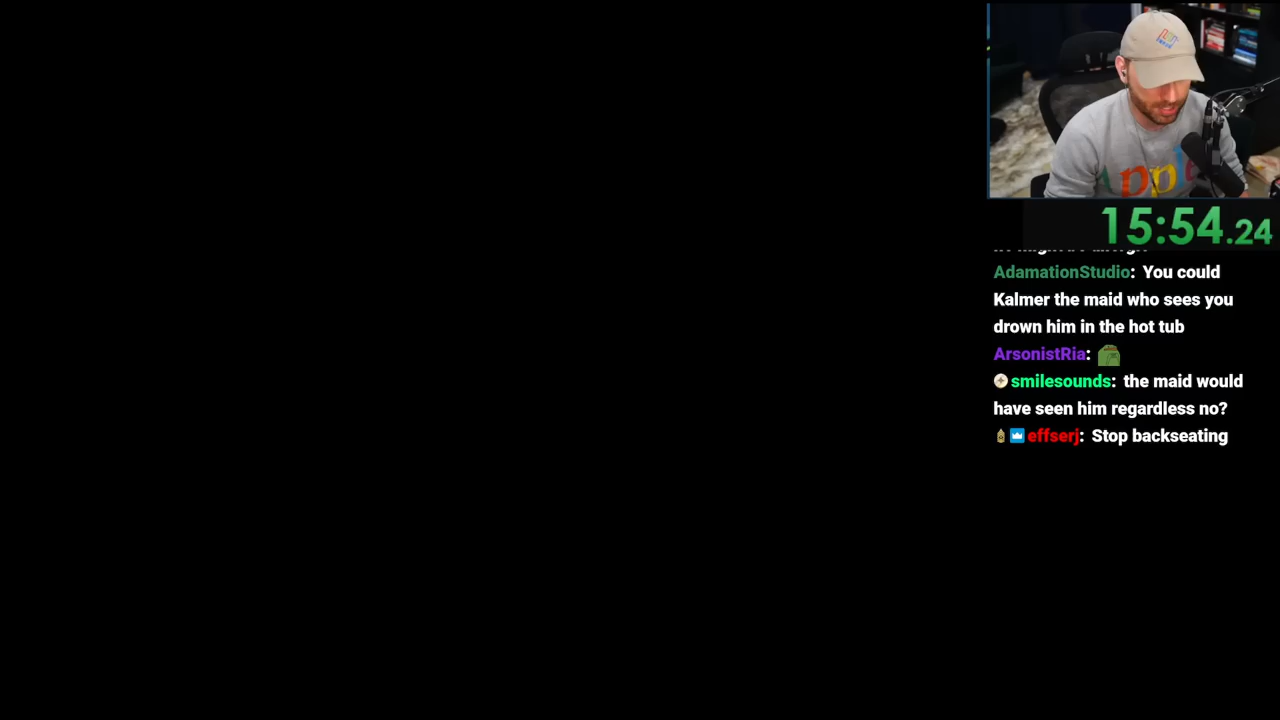 15:54.24
AdamationStudio: You could
Kalmer the maid who sees you
drown him in the hot tub
ArsonistRia:
smilesounds: the maid would
have seen him regardless no?
effserj: Stop backseating